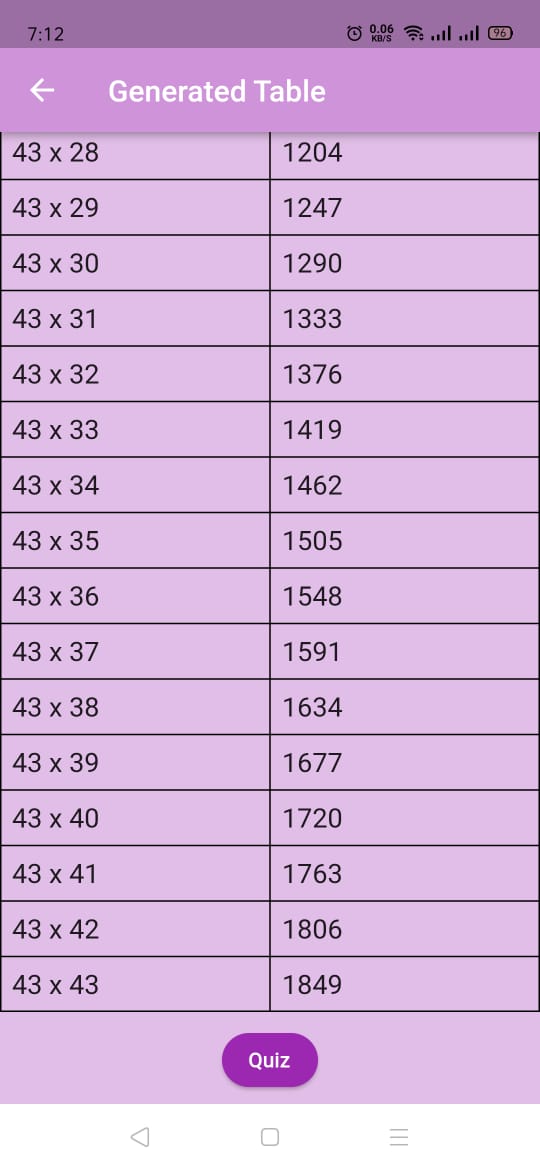 7:12 0.06 KB/S 96
Generated Table
43 x 28 1204
43 x 29 1247
43 x 30 1290
43 x 31 1333
43 x 32 1376
43 x 33 1419
43 x 34 1462
43 x 35 1505
43 x 36 1548
43 x 37 1591
43 x 38 1634
43 x 39 1677
43 x 40 1720
43 x 41 1763
43 x 42 1806
43 x 43 1849
Quiz